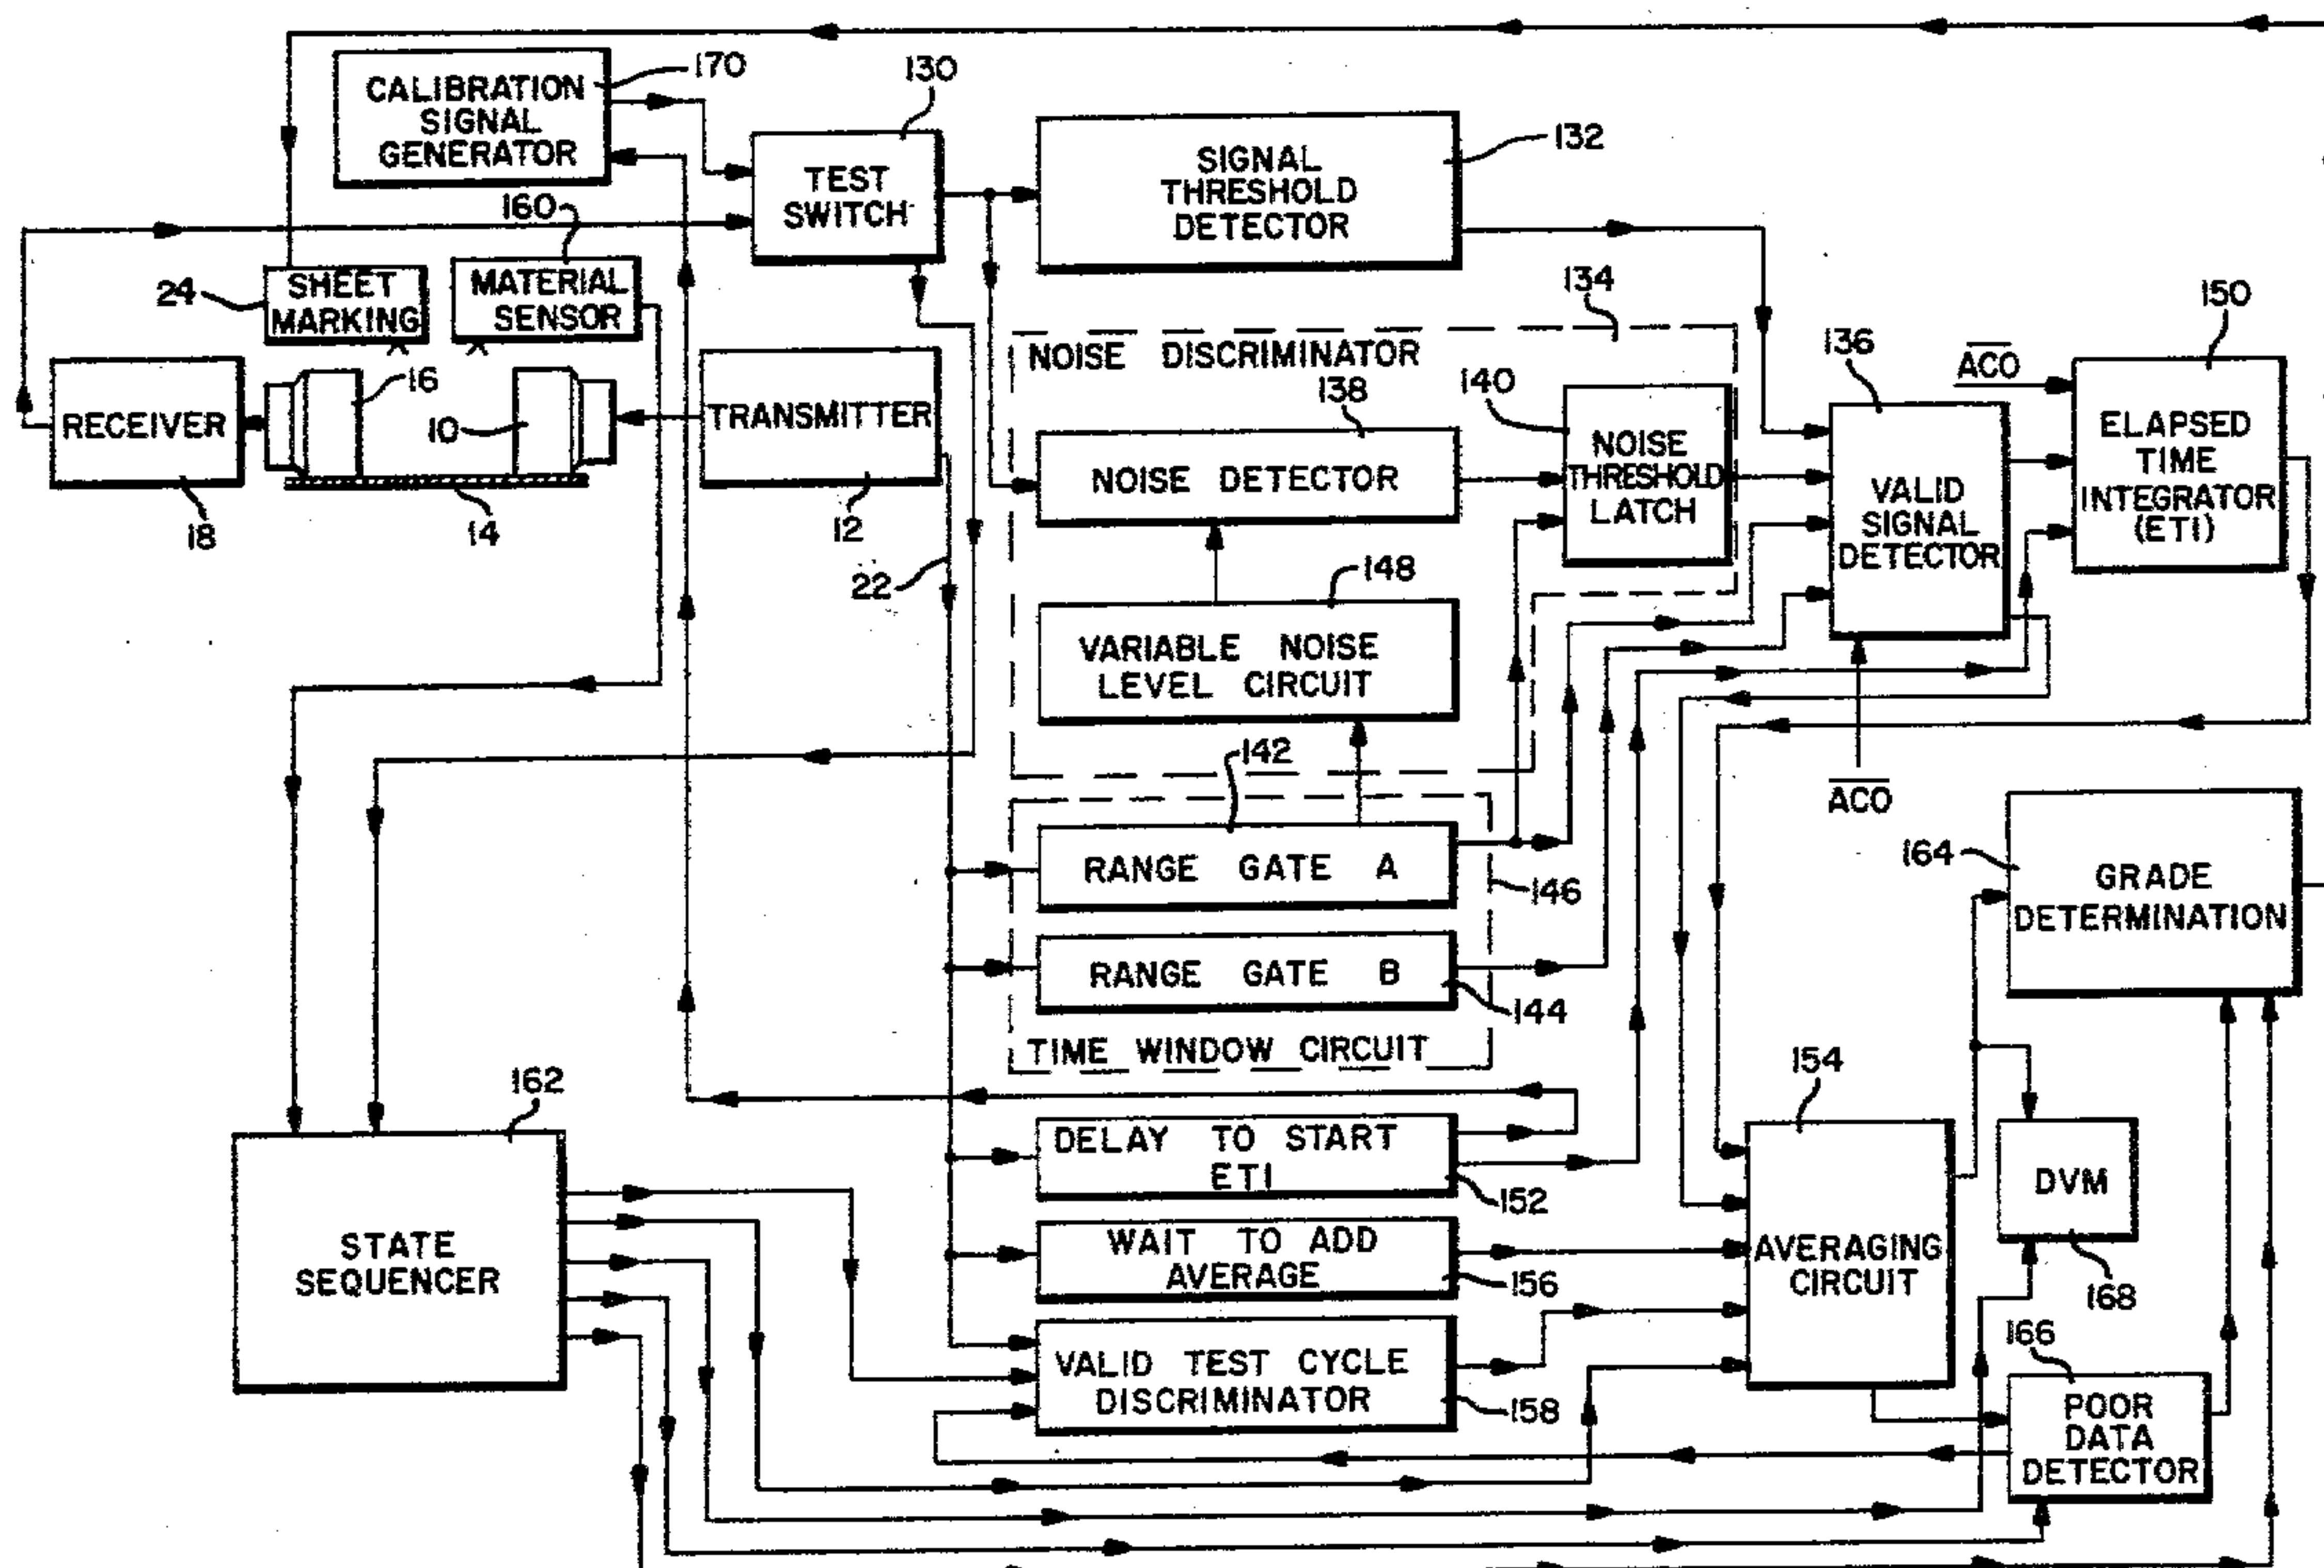 170
CALIBRATION
SIGNAL
GENERATOR
130
TEST
SWITCH
132
SIGNAL
THRESHOLD
DETECTOR
160
24
SHEET
MARKING
MATERIAL
SENSOR
134
150
NOISE DISCRIMINATOR
136
ACO
RECEIVER
16
10
TRANSMITTER
138
140
NOISE DETECTOR
NOISE
THRESHOLD
LATCH
VALID
SIGNAL
DETECTOR
ELAPSED
TIME
INTEGRATOR
(ETI)
18
14
12
22
148
VARIABLE NOISE
LEVEL CIRCUIT
142
ACO
RANGE GATE A
146
164
GRADE
DETERMINATION
RANGE GATE B
144
TIME WINDOW CIRCUIT
162
154
DELAY TO START
ETI
152
DVM
168
STATE
SEQUENCER
WAIT TO ADD
AVERAGE
156
AVERAGING
CIRCUIT
166
VALID TEST CYCLE
DISCRIMINATOR
158
POOR
DATA
DETECTOR